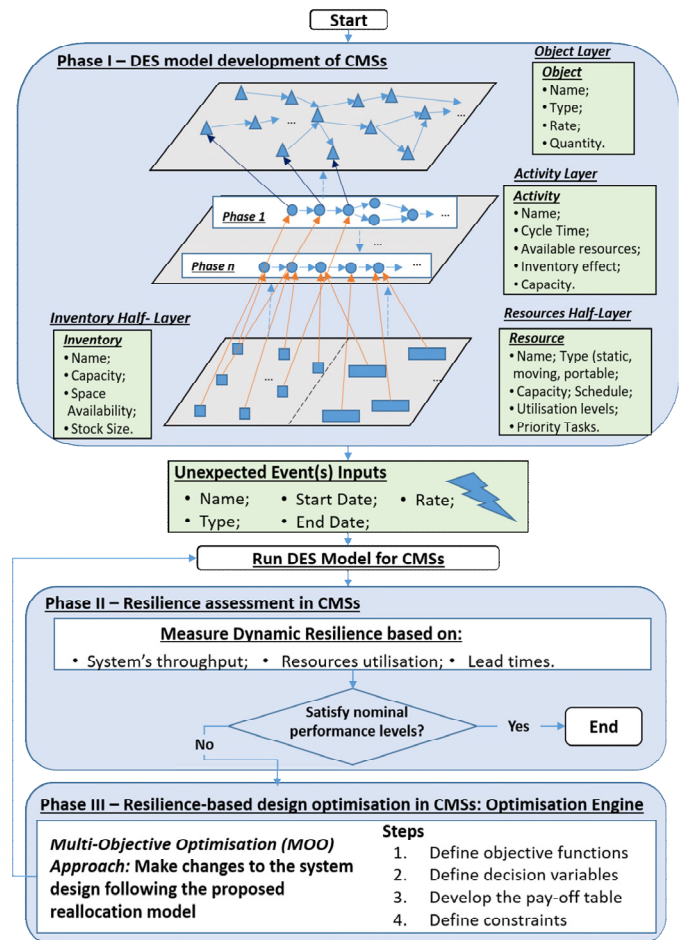 Start
Phase I – DES model development of CMSs
Object Layer
Object
• Name;
• Type;
• Rate;
• Quantity.
...
...
Activity Layer
Activity
• Name;
• Cycle Time;
• Available resources;
• Inventory effect;
• Capacity.
Phase 1
...
...
Phase n
...
Inventory Half- Layer
Inventory
• Name;
• Capacity;
• Space
Availability;
• Stock Size.
...
...
Resources Half-Layer
Resource
• Name; Type (static,
moving, portable;
• Capacity; Schedule;
• Utilisation levels;
• Priority Tasks.
Unexpected Event(s) Inputs
• Name; • Start Date; • Rate;
• Type; • End Date;
Run DES Model for CMSs
Phase II – Resilience assessment in CMSs
Measure Dynamic Resilience based on:
• System's throughput; • Resources utilisation; • Lead times.
Satisfy nominal
performance levels?
Yes
End
No
Phase III – Resilience-based design optimisation in CMSs: Optimisation Engine
Multi-Objective Optimisation (MOO)
Approach: Make changes to the system
design following the proposed
reallocation model
Steps
1. Define objective functions
2. Define decision variables
3. Develop the pay-off table
4. Define constraints